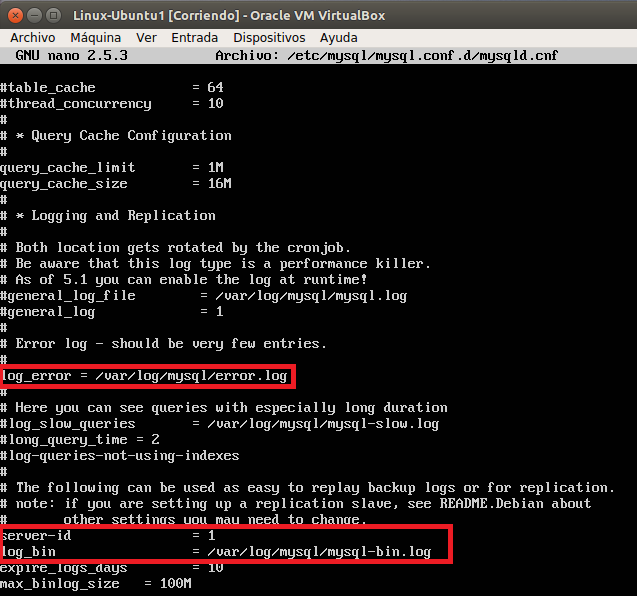 Linux-Ubuntu1 [Corriendo] - Oracle VM VirtualBox
Archivo Máquina Ver Entrada Dispositivos Ayuda
GNU nano 2.5.3 Archivo: /etc/mysql/mysql.conf.d/mysqld.cnf
#table_cache = 64
#thread_concurrency = 10
#
# * Query Cache Configuration
#
query_cache_limit = 1M
query_cache_size = 16M
#
# * Logging and Replication
#
# Both location gets rotated by the cronjob.
# Be aware that this log type is a performance killer.
# As of 5.1 you can enable the log at runtime!
#general_log_file = /var/log/mysql/mysql.log
#general_log = 1
#
# Error log - should be very few entries.
#
log_error = /var/log/mysql/error.log
#
# Here you can see queries with especially long duration
#log_slow_queries = /var/log/mysql/mysql-slow.log
#long_query_time = 2
#log-queries-not-using-indexes
#
# The following can be used as easy to replay backup logs or for replication.
# note: if you are setting up a replication slave, see README.Debian about
# other settings you may need to change.
server-id = 1
log_bin = /var/log/mysql/mysql-bin.log
expire_logs_days = 10
max_binlog_size = 100M